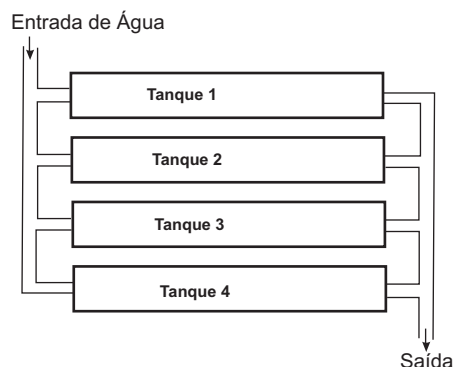 Entrada de Água
Tanque 1
Tanque 2
Tanque 3
Tanque 4
Saída